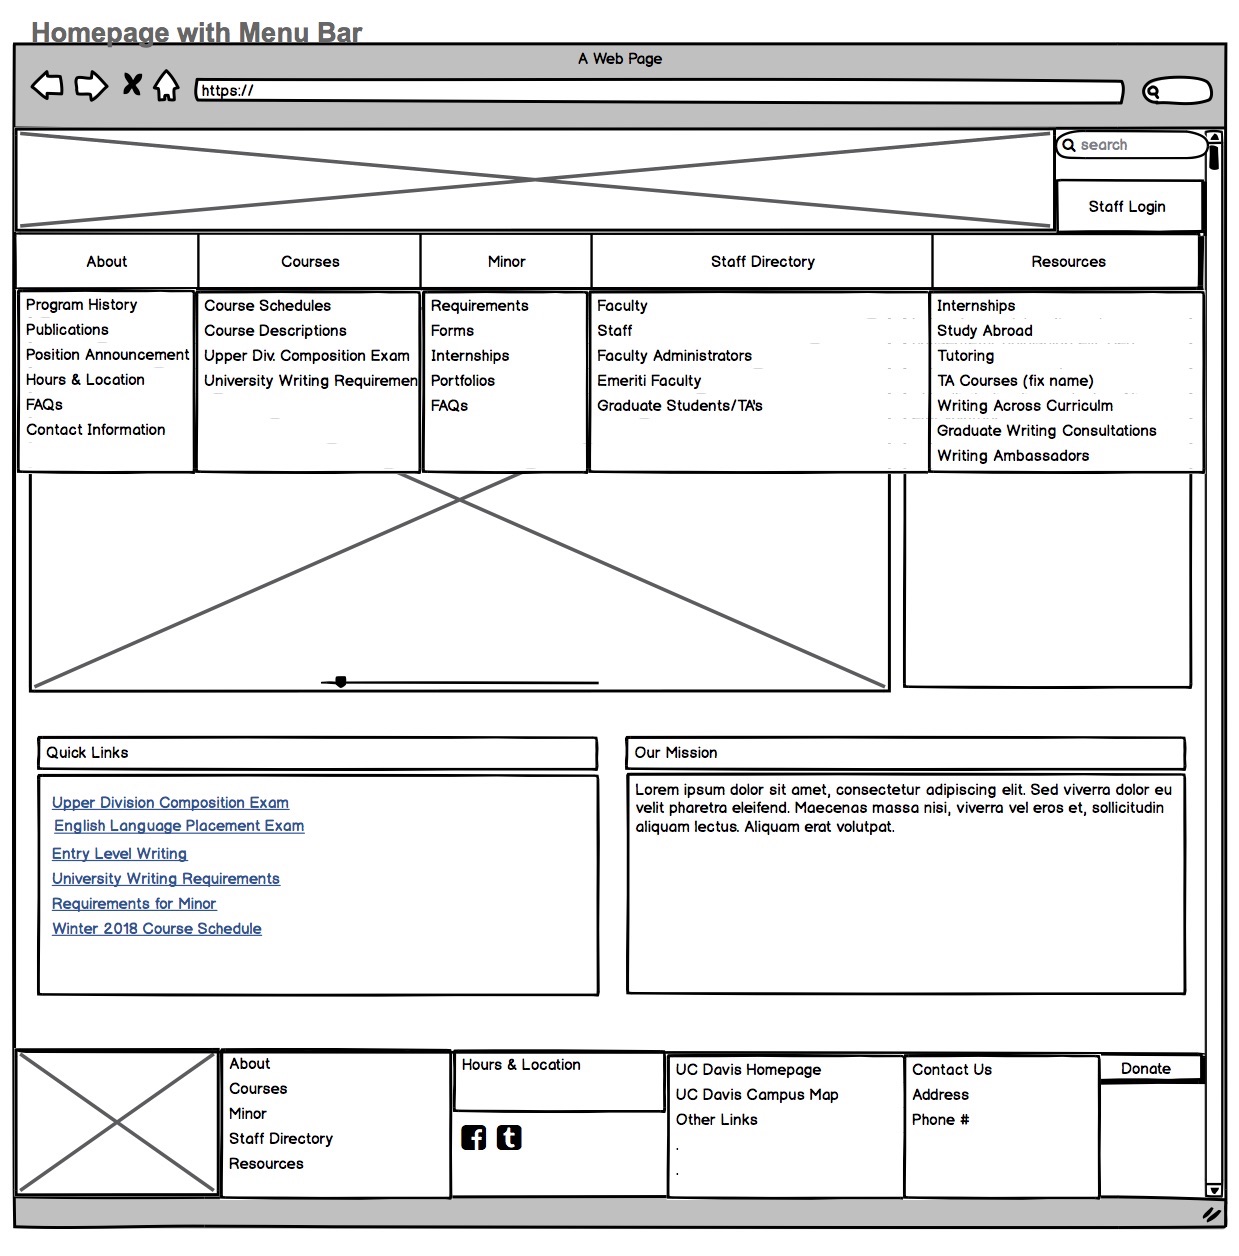 Homepage with Menu Bar
A Web Page
https://
search
Staff Login
About
Courses
Minor
Staff Directory
Resources
Program History
Publications
Position Announcement
Hours & Location
FAQs
Contact Information
Course Schedules
Course Descriptions
Upper Div. Composition Exam
University Writing Requiremen
Requirements
Forms
Internships
Portfolios
FAQs
Faculty
Staff
Faculty Administrators
Emeriti Faculty
Graduate Students/TA's
Internships
Study Abroad
Tutoring
TA Courses (fix name)
Writing Across Curriculm
Graduate Writing Consultations
Writing Ambassadors
Quick Links
Upper Division Composition Exam
English Language Placement Exam
Entry Level Writing
University Writing Requirements
Requirements for Minor
Winter 2018 Course Schedule
Our Mission
Lorem ipsum dolor sit amet, consectetur adipiscing elit. Sed viverra dolor eu
velit pharetra eleifend. Maecenas massa nisi, viverra vel eros et, sollicitudin
aliquam lectus. Aliquam erat volutpat.
About
Courses
Minor
Staff Directory
Resources
Hours & Location
f t
UC Davis Homepage
UC Davis Campus Map
Other Links
.
.
Contact Us
Address
Phone #
Donate